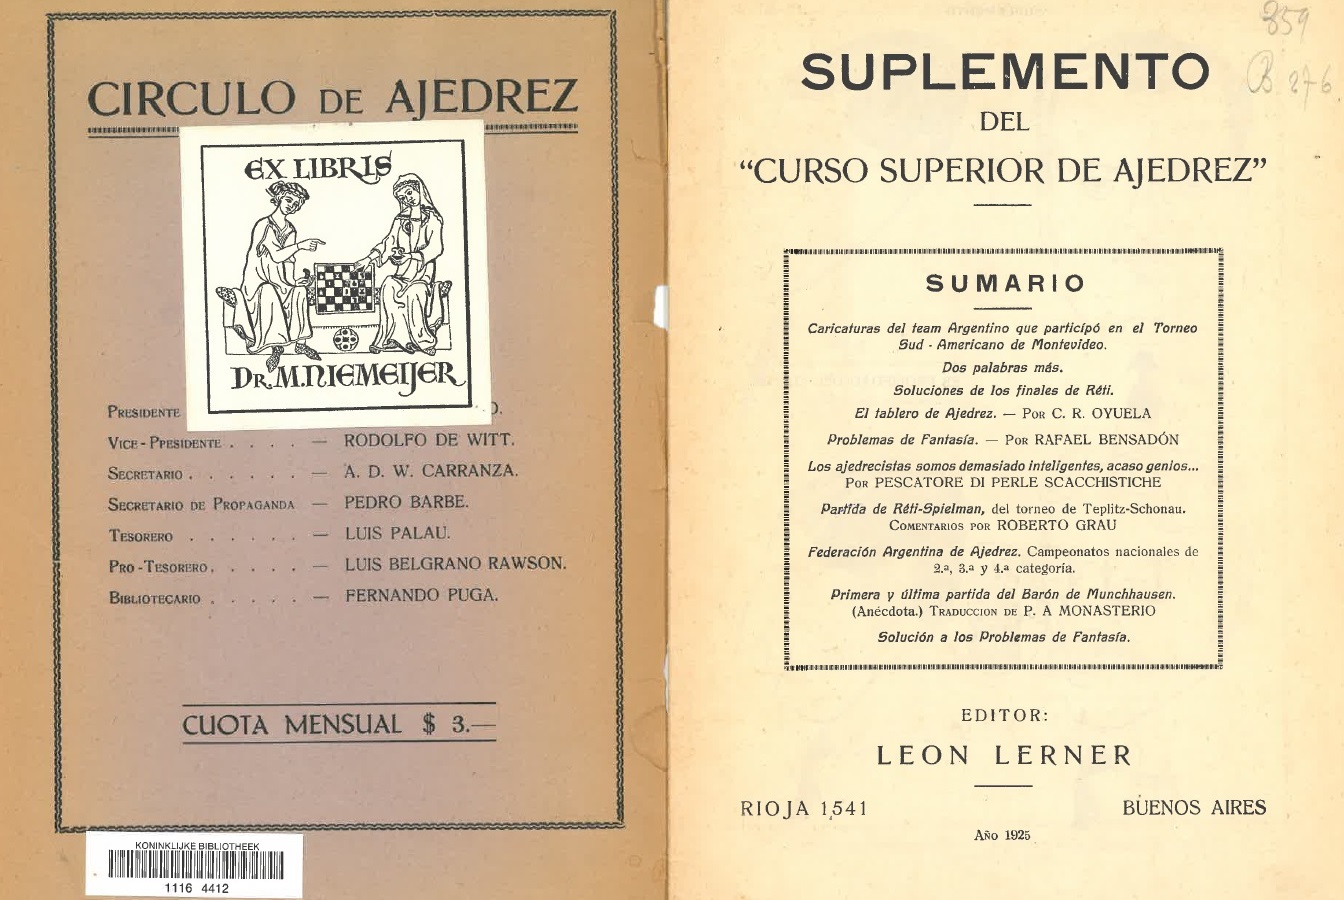 CIRCULO DE AJEDREZ
EX LIBRIS
DR. M. NIEMEIJER
PRESIDENTE
VICE-PPESIDENTE . . . . — RODOLFO DE WITT.
SECRETARIO . . . . . . — A. D. W. CARRANZA.
SECRETARIO DE PROPAGANDA — PEDRO BARBE.
TESORERO . . . . . . — LUIS PALAU.
PRO-TESORERO . . . . . — LUIS BELGRANO RAWSON.
BIBLIOTECARIO . . . . . — FERNANDO PUGA.
CUOTA MENSUAL $ 3.—
KONINKLIJKE BIBLIOTHEEK
1116 4412
359
B 276.
SUPLEMENTO
DEL
“CURSO SUPERIOR DE AJEDREZ”
SUMARIO
Caricaturas del team Argentino que participó en el Torneo
Sud - Americano de Montevideo.
Dos palabras más.
Soluciones de los finales de Réti.
El tablero de Ajedrez. — POR C. R. OYUELA
Problemas de Fantasía. — POR RAFAEL BENSADÓN
Los ajedrecistas somos demasiado inteligentes, acaso genios...
POR PESCATORE DI PERLE SCACCHISTICHE
Partida de Réti-Spielman, del torneo de Teplitz-Schonau.
COMENTARIOS POR ROBERTO GRAU
Federación Argentina de Ajedrez. Campeonatos nacionales de
2.ª, 3.ª y 4.ª categoría.
Primera y última partida del Barón de Munchhausen.
(Anécdota.) TRADUCCION DE P. A MONASTERIO
Solución a los Problemas de Fantasía.
EDITOR:
LEON LERNER
RIOJA 1541 BUENOS AIRES
Año 1925